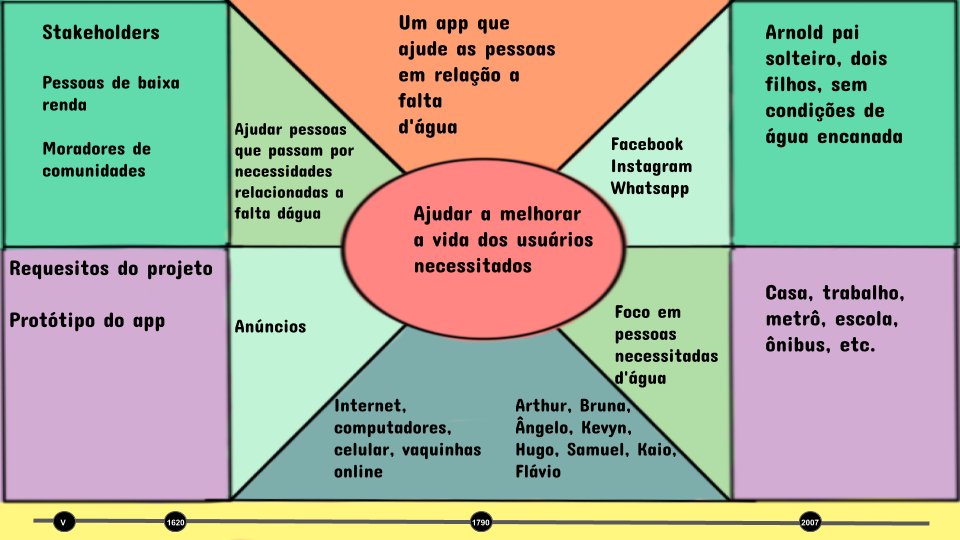 Stakeholders
Pessoas de baixa
renda
Moradores de
comunidades
Ajudar pessoas
que passam por
necessidades
relacionadas a
falta dágua
Um app que
ajude as pessoas
em relação a
falta
d'água
Facebook
Instagram
Whatsapp
Arnold pai
solteiro, dois
filhos, sem
condições de
água encanada
Ajudar a melhorar
a vida dos usuários
necessitados
Requesitos do projeto
Protótipo do app
Anúncios
Internet,
computadores,
celular, vaquinhas
online
Arthur, Bruna,
Ângelo, Kevyn,
Hugo, Samuel, Kaio,
Flávio
Foco em
pessoas
necessitadas
d'água
Casa, trabalho,
metrô, escola,
ônibus, etc.
V
1620
1790
2007